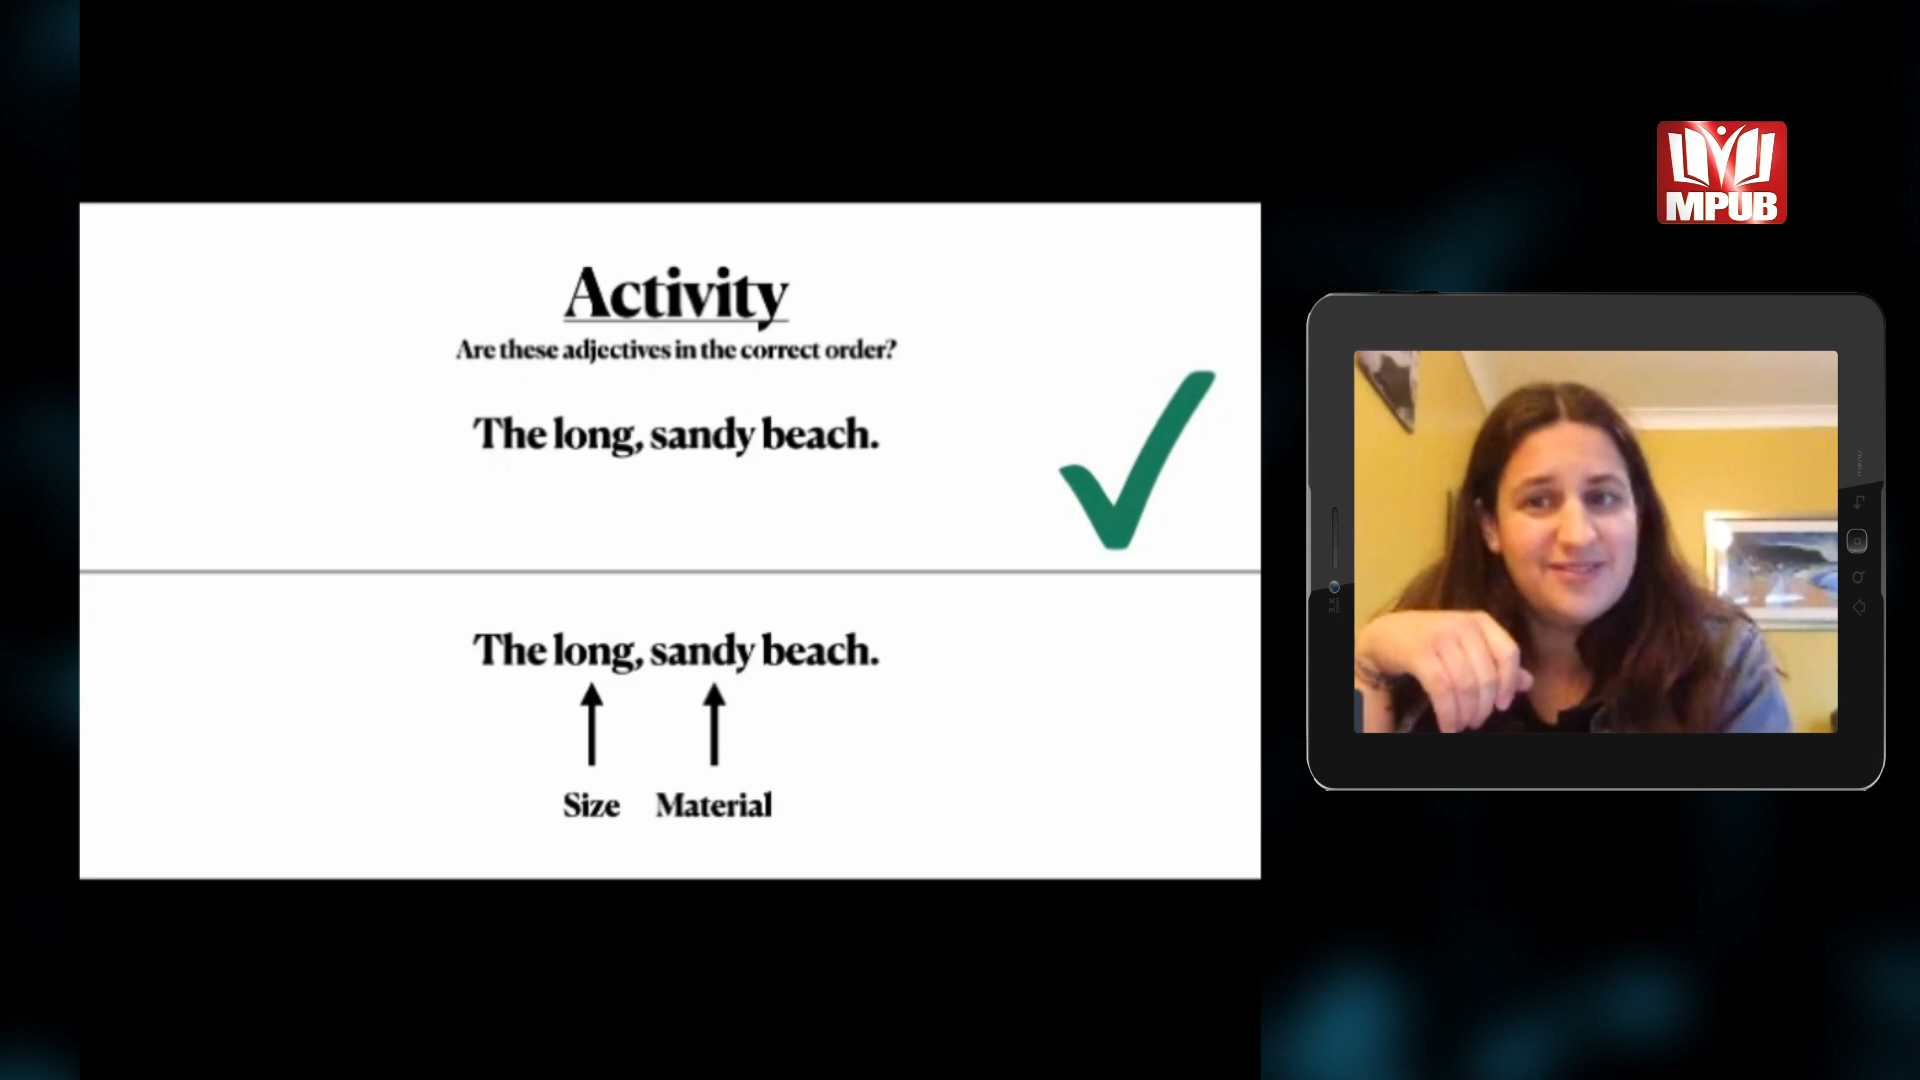 Activity
Are these adjectives in the correct order?
The long, sandy beach.
The long, sandy beach.
Size Material
MPUB
menu